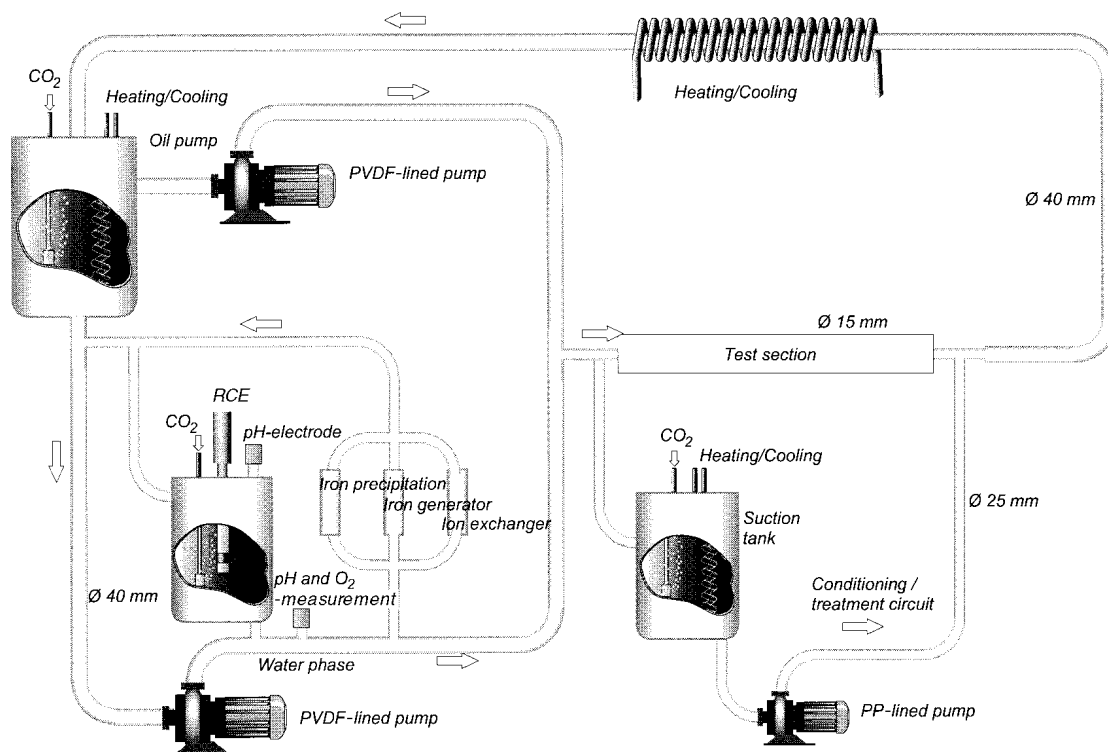 CO2
Heating/Cooling
Oil pump
PVDF-lined pump
Heating/Cooling
Ø 40 mm
Ø 15 mm
Test section
RCE
CO2
pH-electrode
Iron precipitation
Iron generator
Ion exchanger
CO2
Heating/Cooling
Suction
tank
Ø 25 mm
Ø 40 mm
pH and O2
-measurement
Conditioning /
treatment circuit
Water phase
PVDF-lined pump
PP-lined pump